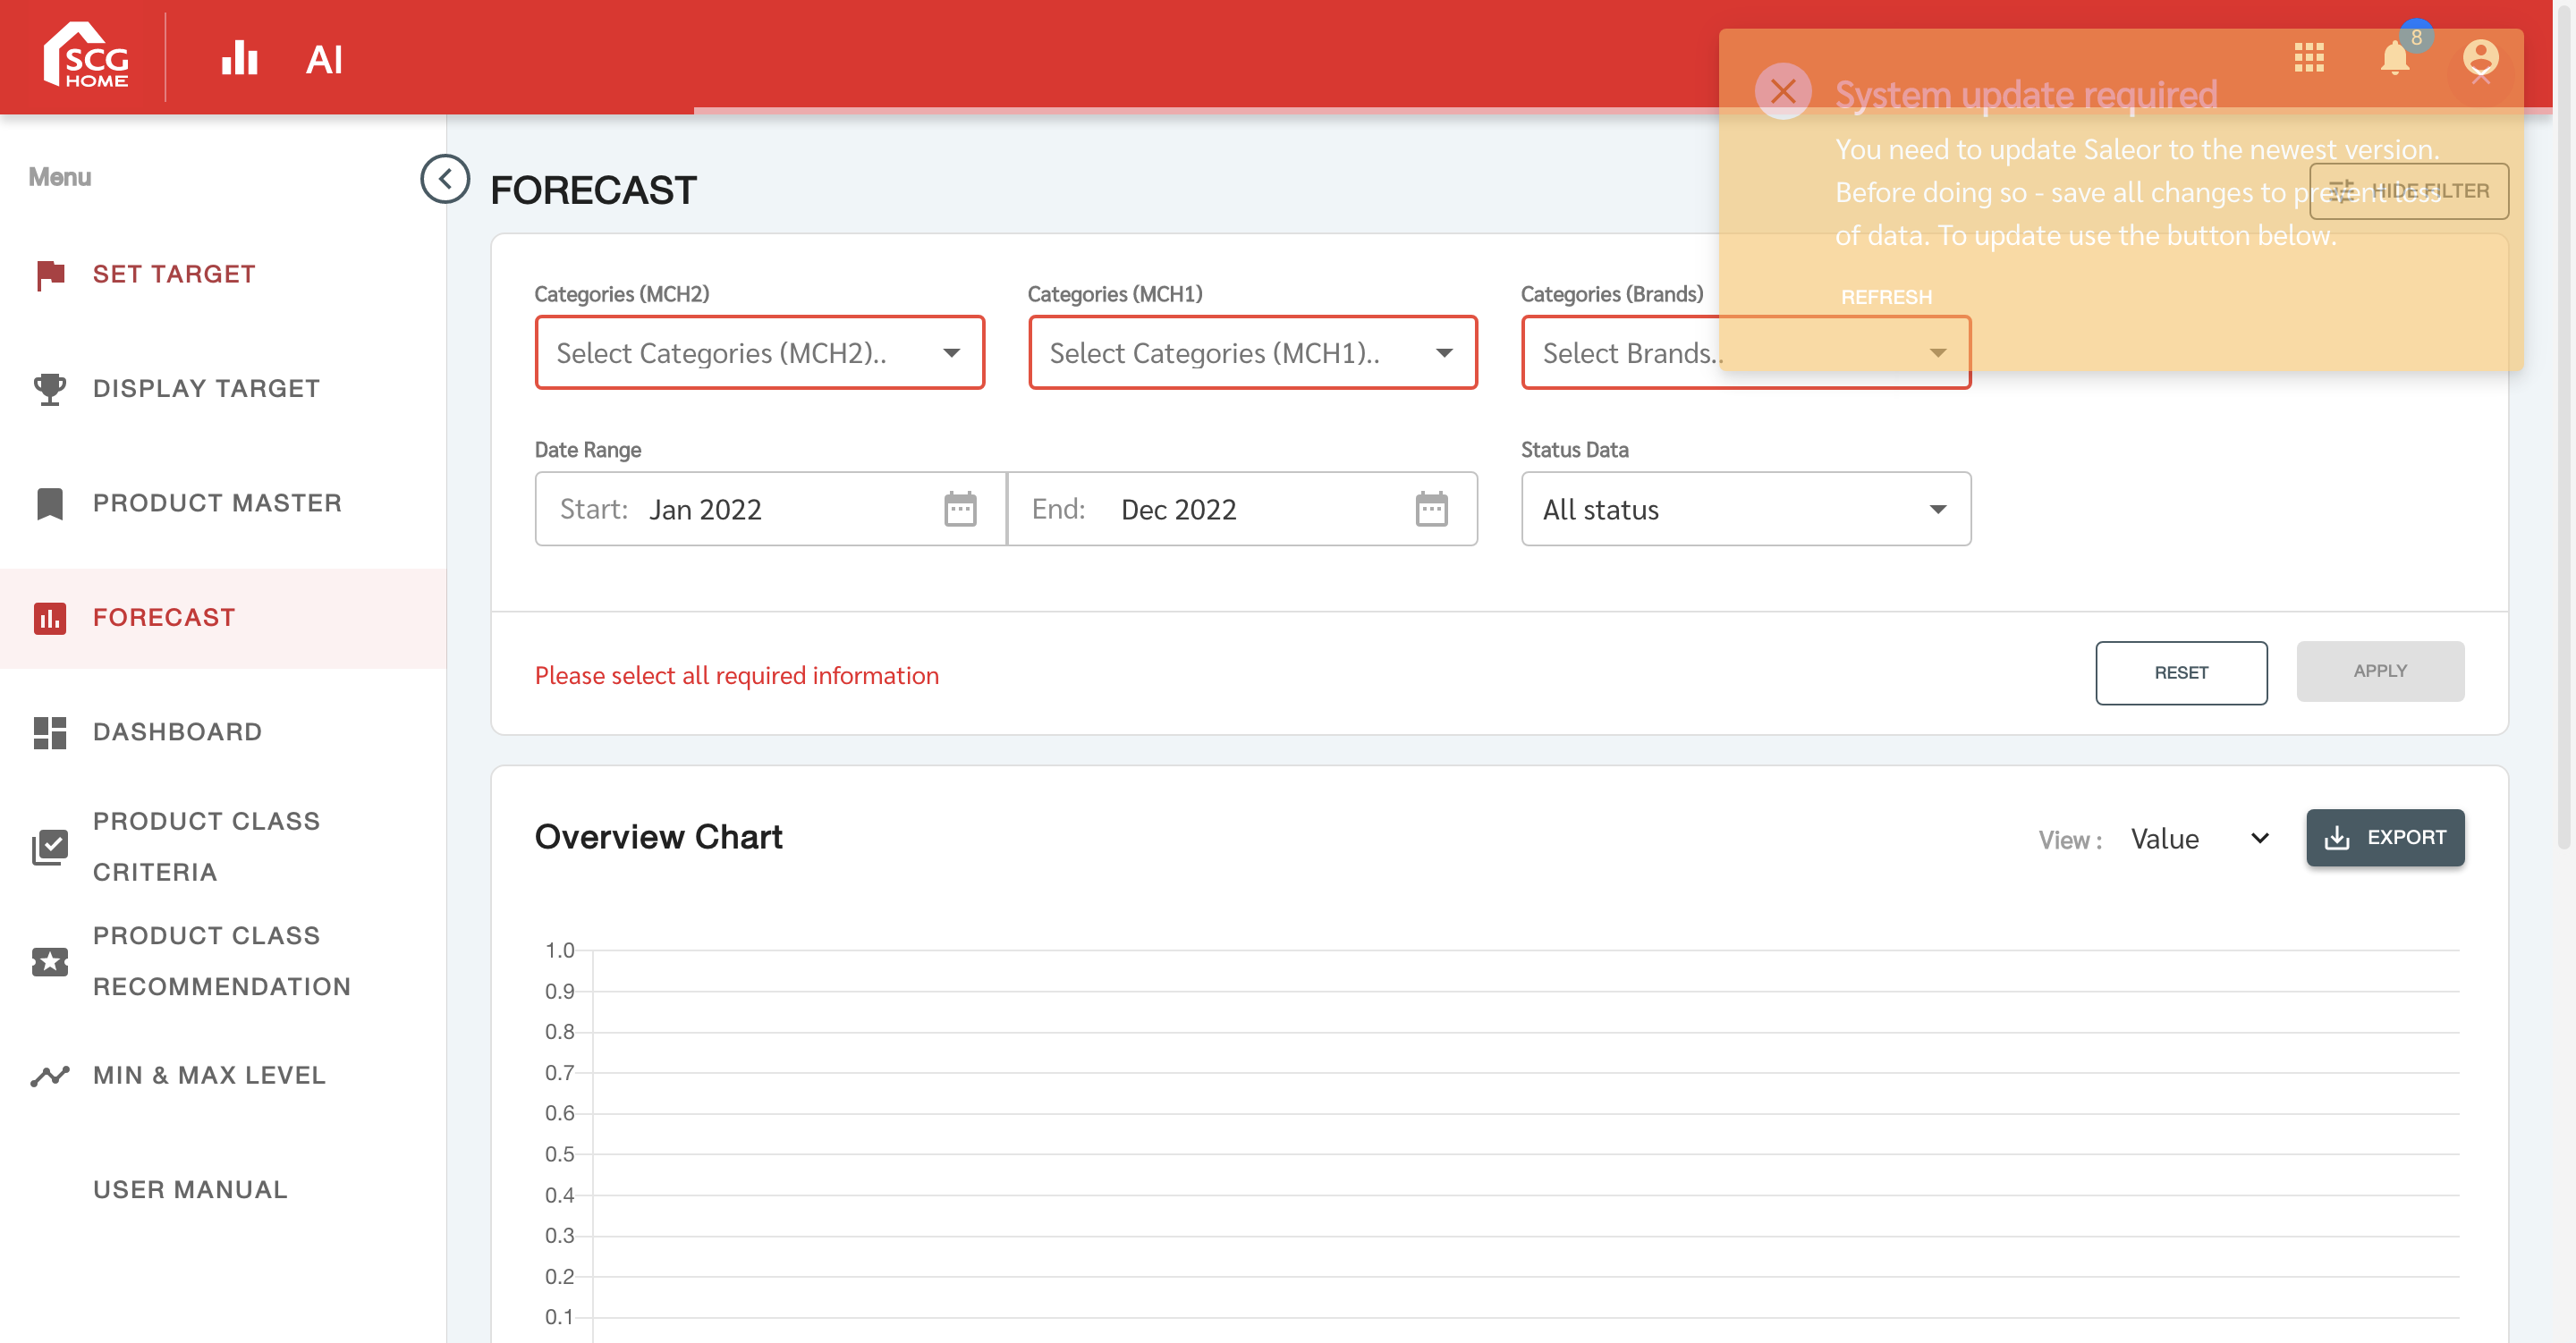 SCG
HOME
AI
8
System update required
You need to update Saleor to the newest version.
Before doing so - save all changes to prevent loss
of data. To update use the button below.
REFRESH
HIDE FILTER
Menu
SET TARGET
DISPLAY TARGET
PRODUCT MASTER
FORECAST
DASHBOARD
PRODUCT CLASS
CRITERIA
PRODUCT CLASS
RECOMMENDATION
MIN & MAX LEVEL
USER MANUAL
FORECAST
Categories (MCH2)
Categories (MCH1)
Categories (Brands)
Select Categories (MCH2)..
Select Categories (MCH1)..
Select Brands..
Date Range
Status Data
Start: Jan 2022
End: Dec 2022
All status
Please select all required information
RESET
APPLY
Overview Chart
View : Value
EXPORT
1.0
0.9
0.8
0.7
0.6
0.5
0.4
0.3
0.2
0.1